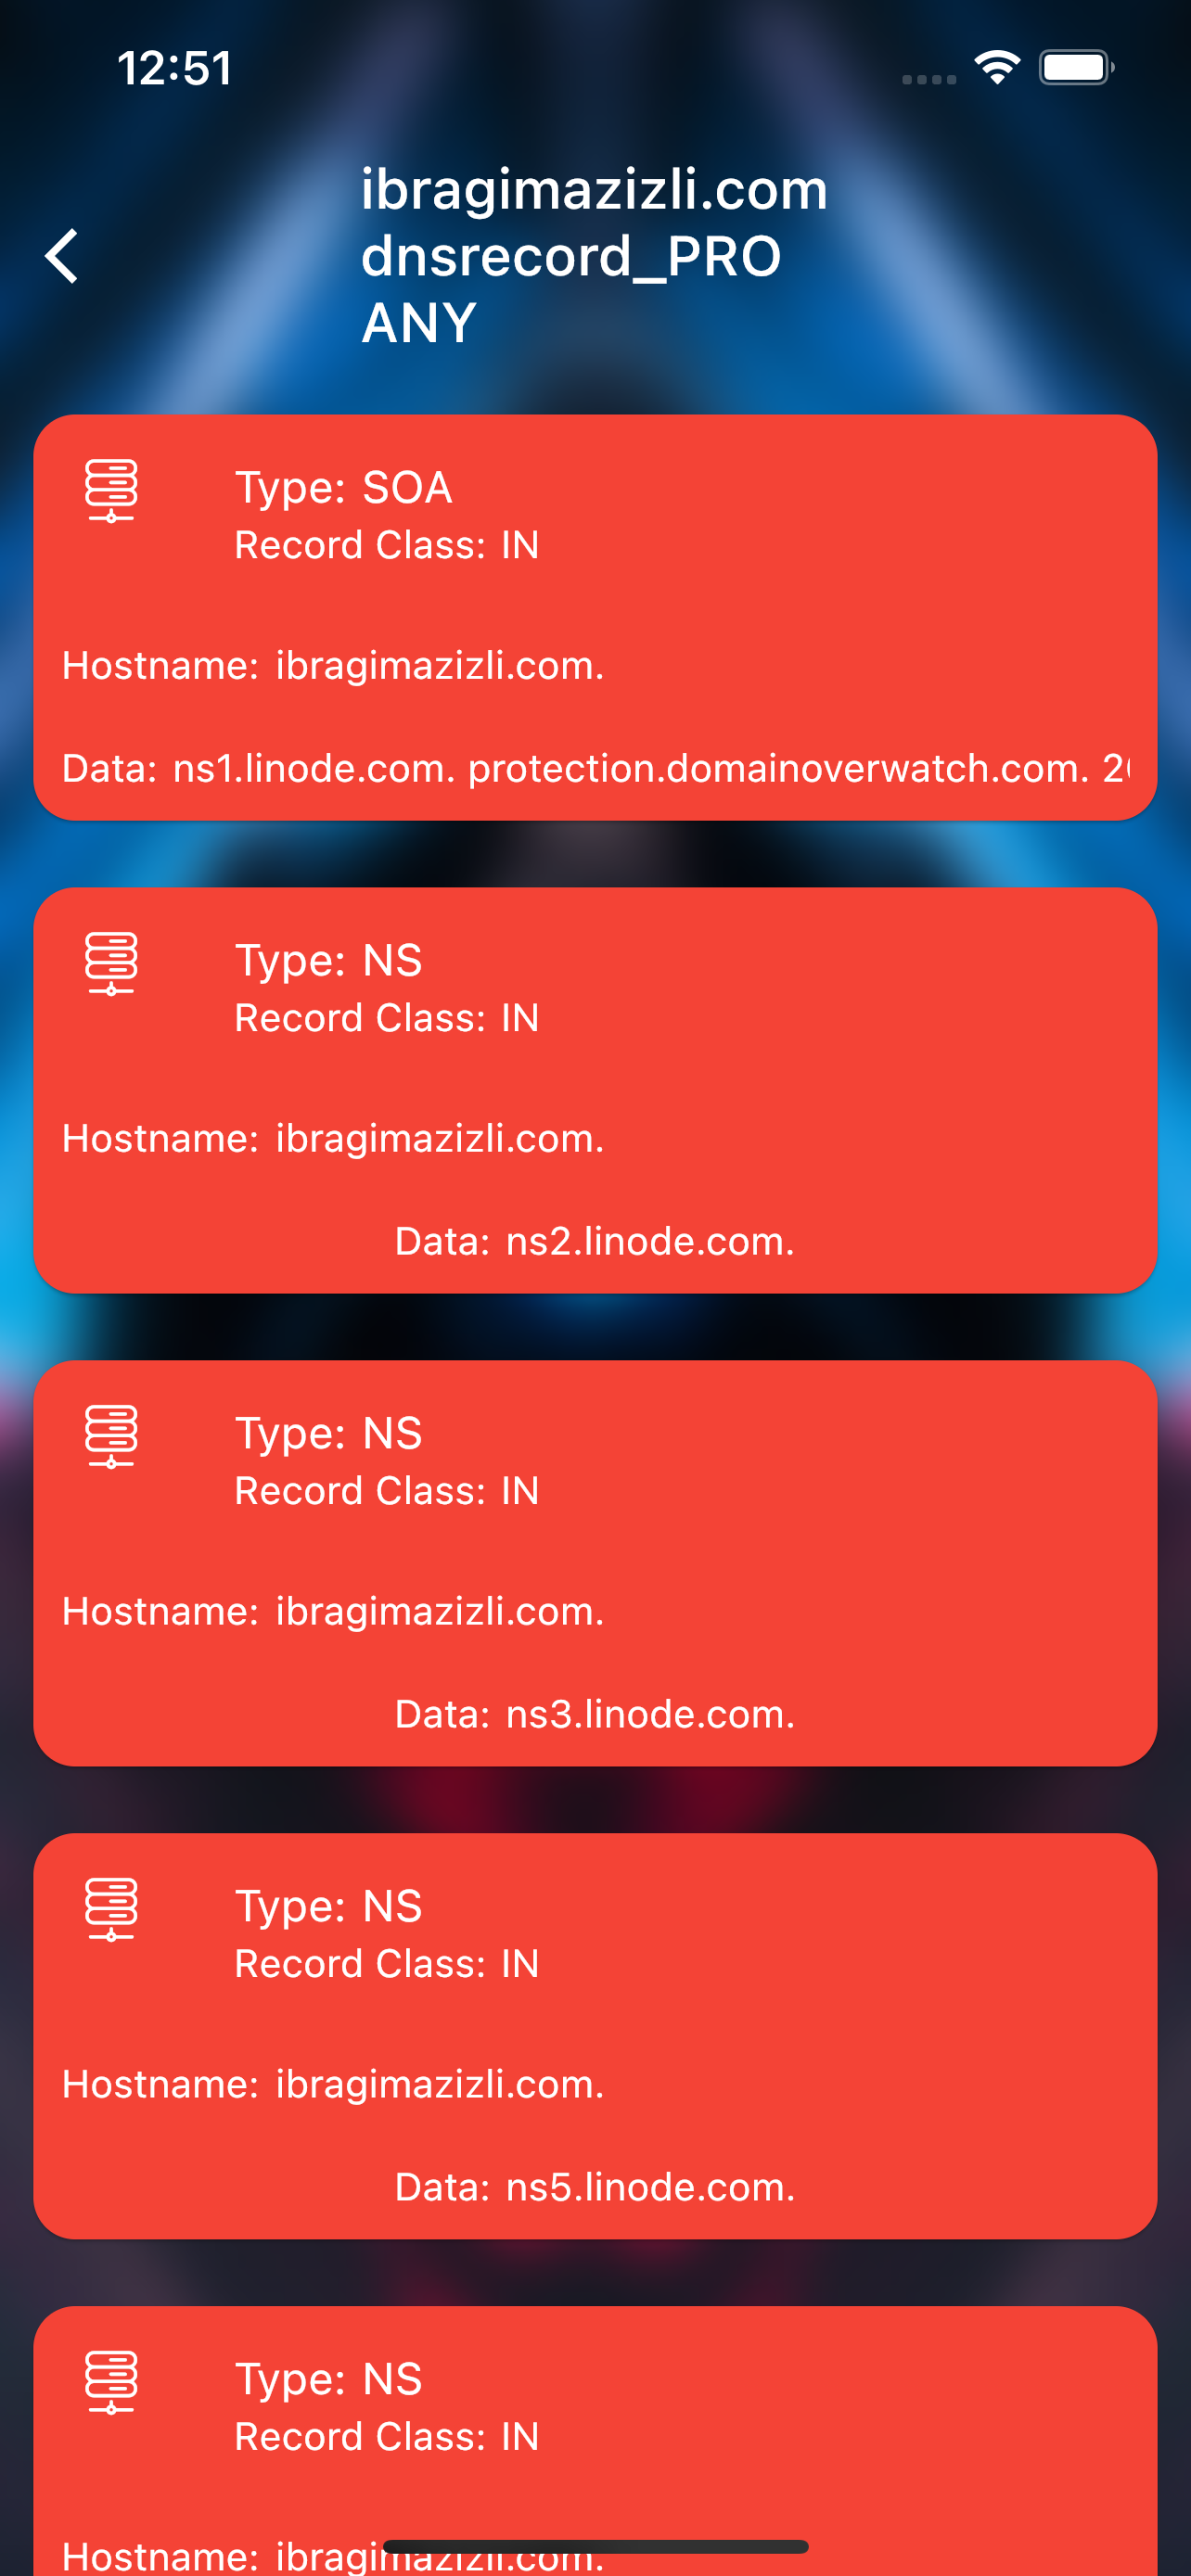 12:51
ibragimazizli.com
dnsrecord_PRO
ANY
Type: SOA
Record Class: IN
Hostname: ibragimazizli.com.
Data: ns1.linode.com. protection.domainoverwatch.com.
Type: NS
Record Class: IN
Hostname: ibragimazizli.com.
Data: ns2.linode.com.
Type: NS
Record Class: IN
Hostname: ibragimazizli.com.
Data: ns3.linode.com.
Type: NS
Record Class: IN
Hostname: ibragimazizli.com.
Data: ns5.linode.com.
Type: NS
Record Class: IN
Hostname: ibragimazizli.com.